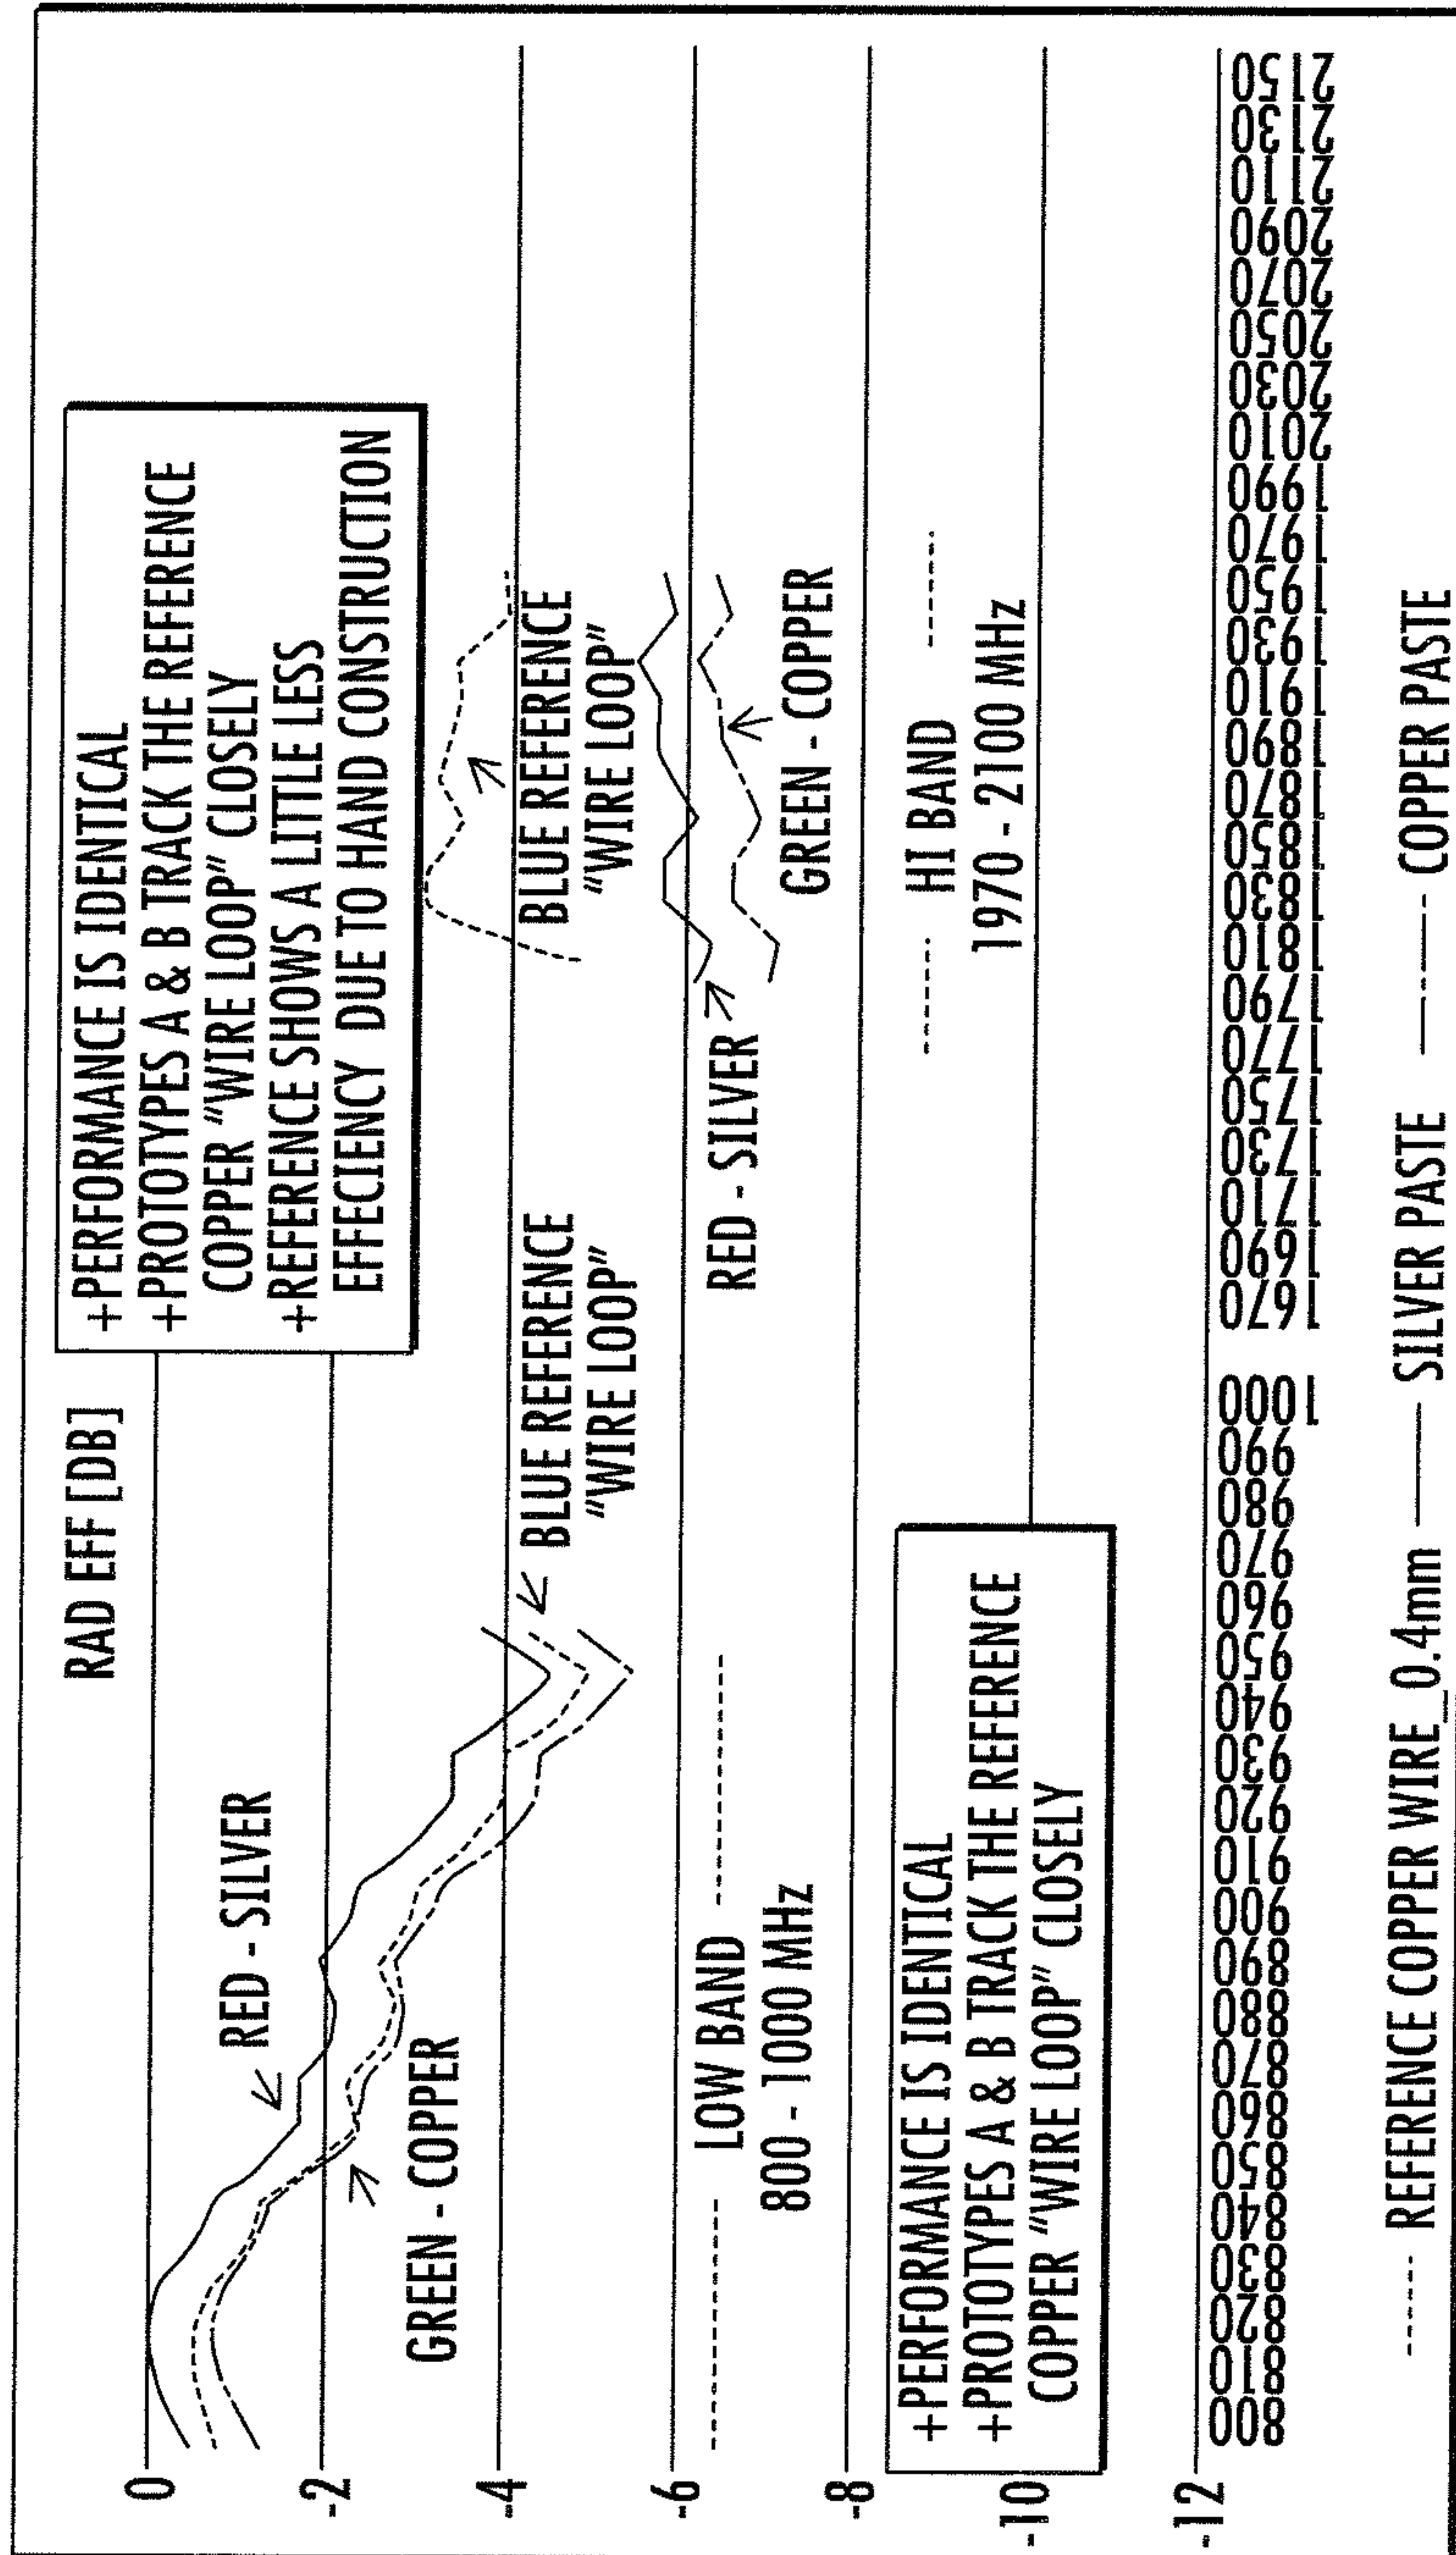 RAD EFF [DB]
+PERFORMANCE IS IDENTICAL
+PROTOTYPES A & B TRACK THE REFERENCE
COPPER "WIRE LOOP" CLOSELY
+REFERENCE SHOWS A LITTLE LESS
EFFECIENCY DUE TO HAND CONSTRUCTION
0
-2
-4
-6
-8
-10
-12
RED - SILVER
GREEN - COPPER
BLUE REFERENCE
"WIRE LOOP"
BLUE REFERENCE
"WIRE LOOP"
RED - SILVER
GREEN - COPPER
LOW BAND
800 - 1000 MHz
HI BAND
1970 - 2100 MHz
+PERFORMANCE IS IDENTICAL
+PROTOTYPES A & B TRACK THE REFERENCE
COPPER "WIRE LOOP" CLOSELY
800
810
820
830
840
850
860
870
880
890
900
910
920
930
940
950
960
970
980
990
1000
1670
1690
1710
1730
1750
1770
1790
1810
1830
1850
1870
1890
1910
1930
1950
1970
1990
2010
2030
2050
2070
2090
2110
2130
2150
REFERENCE COPPER WIRE_0.4mm
SILVER PASTE
COPPER PASTE